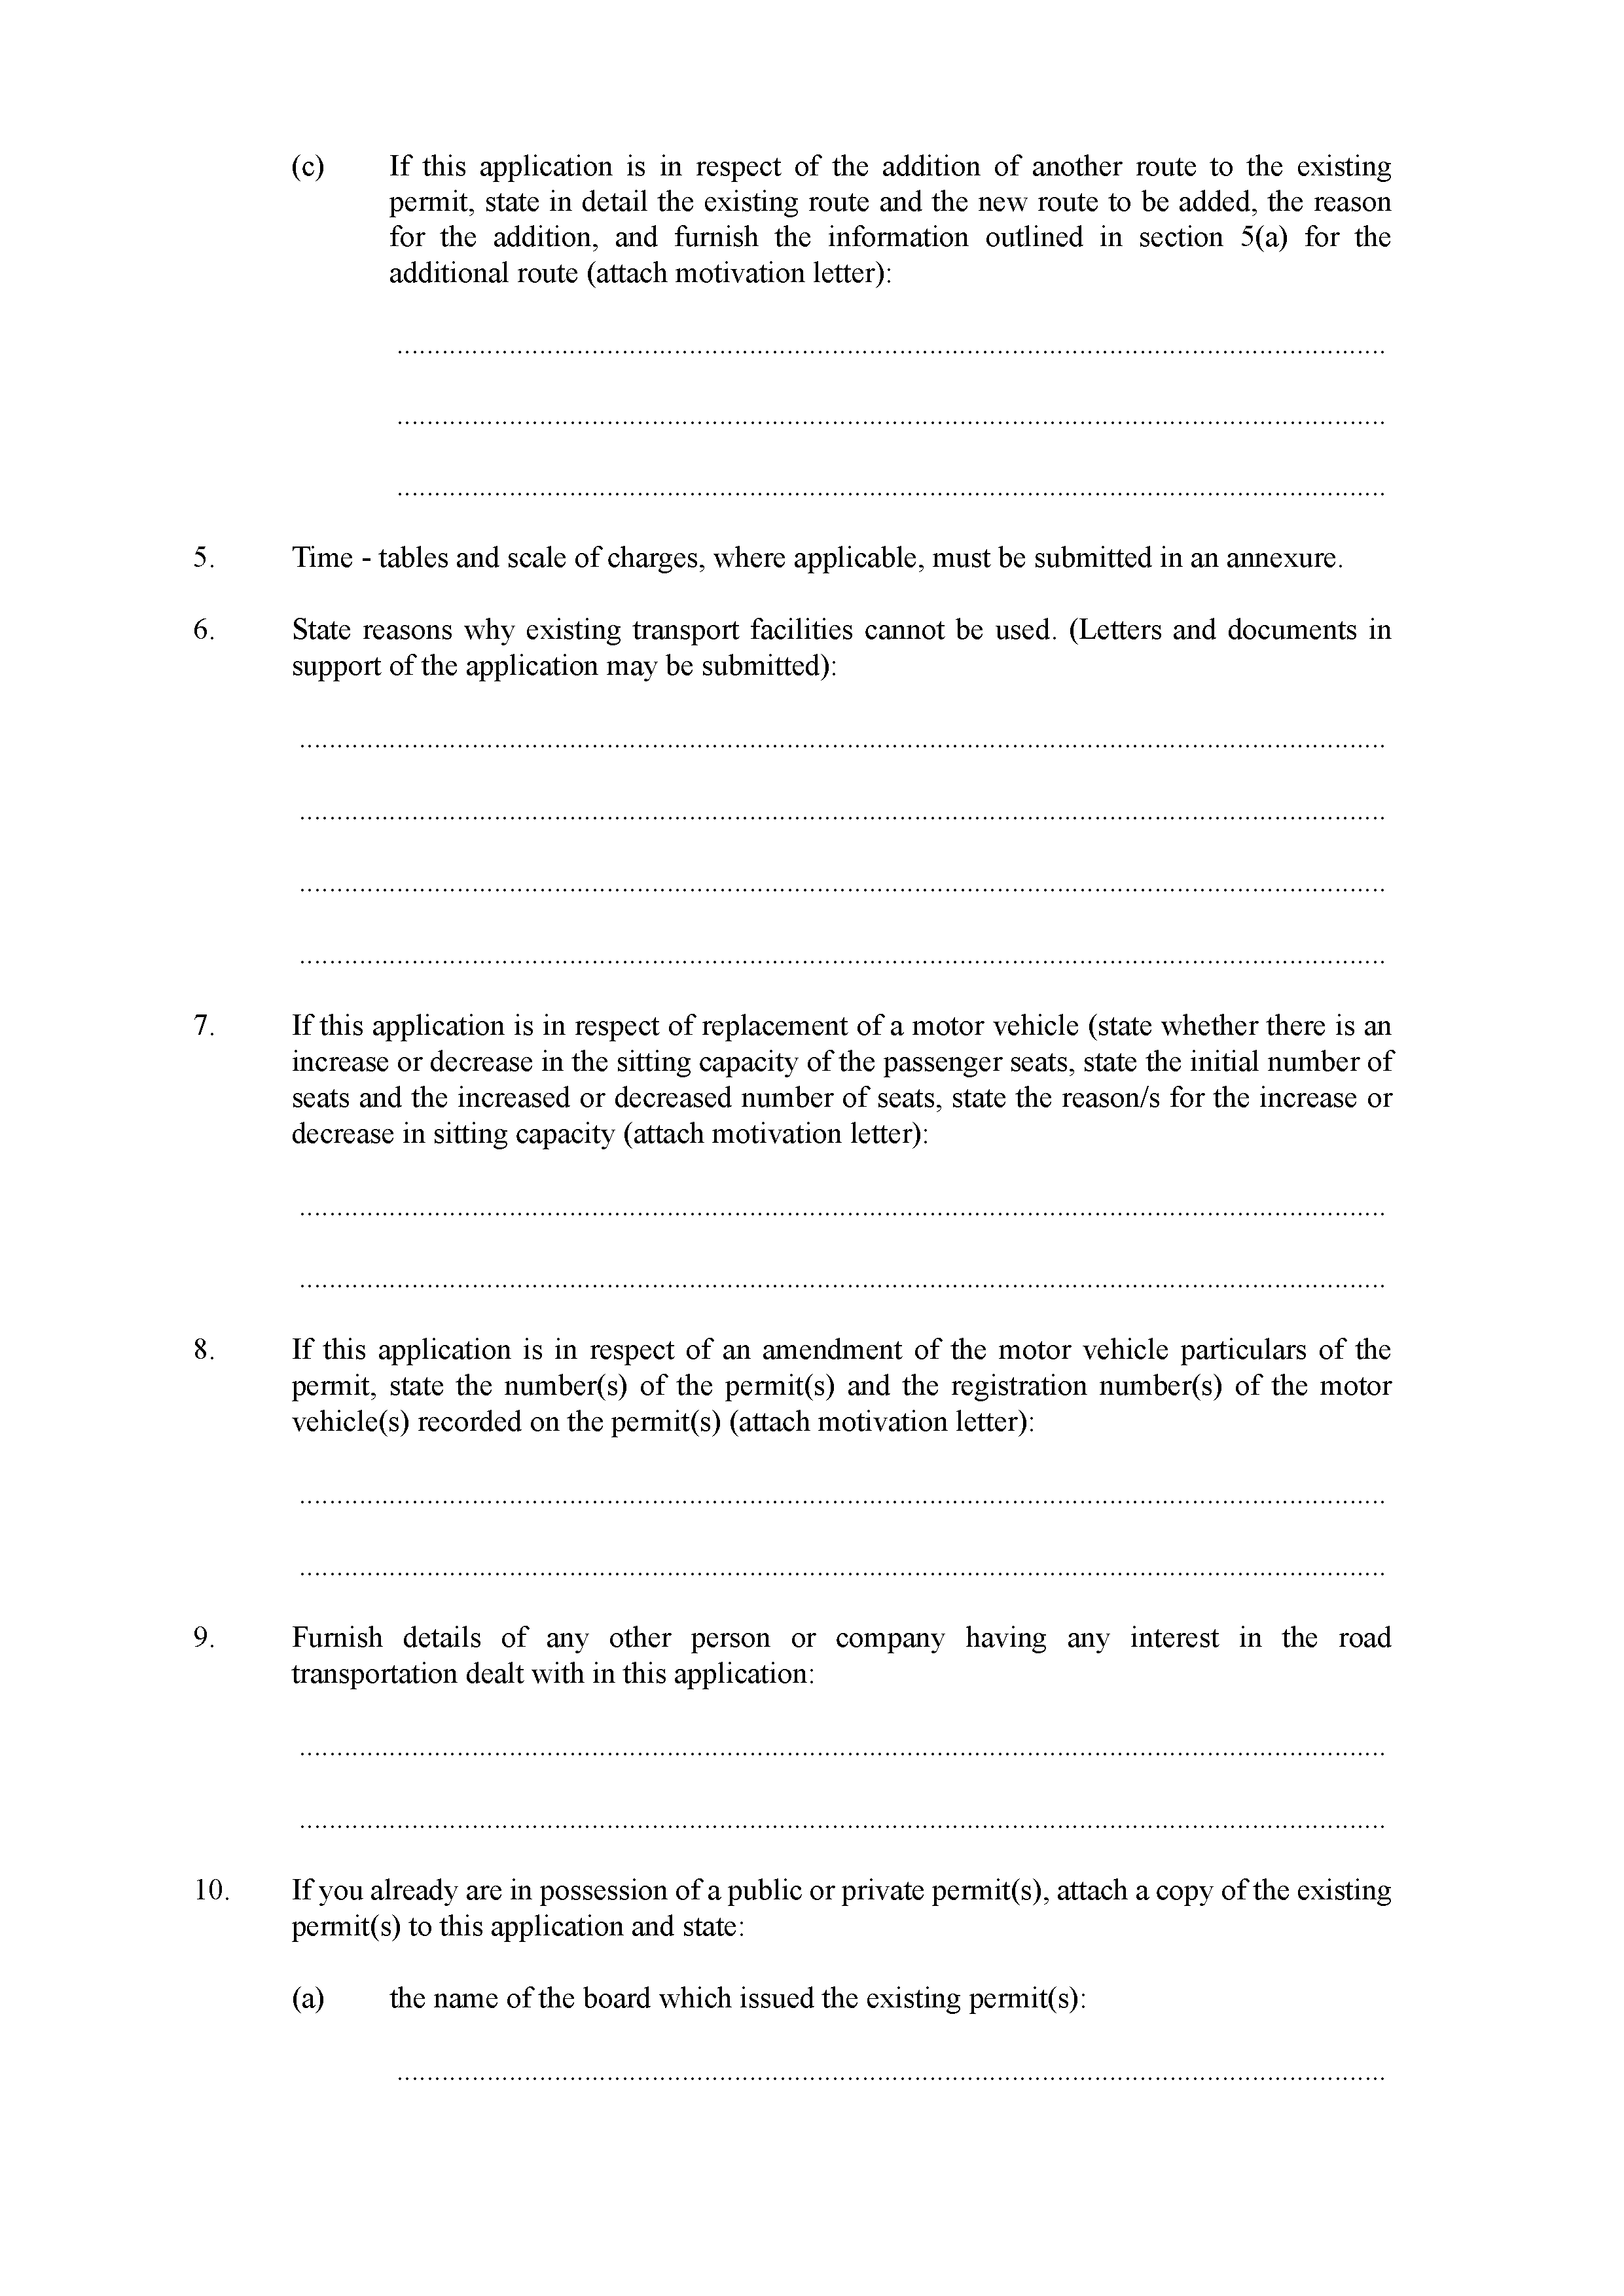 (c) If this application is in respect of the addition of another route to the existing
permit, state in detail the existing route and the new route to be added, the reason
for the addition, and furnish the information outlined in section 5(a) for the
additional route (attach motivation letter):
....................................................................................................................................
....................................................................................................................................
....................................................................................................................................
5. Time - tables and scale of charges, where applicable, must be submitted in an annexure.
6. State reasons why existing transport facilities cannot be used. (Letters and documents in
support of the application may be submitted):
.................................................................................................................................................
.................................................................................................................................................
.................................................................................................................................................
.................................................................................................................................................
7. If this application is in respect of replacement of a motor vehicle (state whether there is an
increase or decrease in the sitting capacity of the passenger seats, state the initial number of
seats and the increased or decreased number of seats, state the reason/s for the increase or
decrease in sitting capacity (attach motivation letter):
.................................................................................................................................................
.................................................................................................................................................
8. If this application is in respect of an amendment of the motor vehicle particulars of the
permit, state the number(s) of the permit(s) and the registration number(s) of the motor
vehicle(s) recorded on the permit(s) (attach motivation letter):
.................................................................................................................................................
.................................................................................................................................................
9. Furnish details of any other person or company having any interest in the road
transportation dealt with in this application:
.................................................................................................................................................
.................................................................................................................................................
10. If you already are in possession of a public or private permit(s), attach a copy of the existing
permit(s) to this application and state:
(a) the name of the board which issued the existing permit(s):
....................................................................................................................................